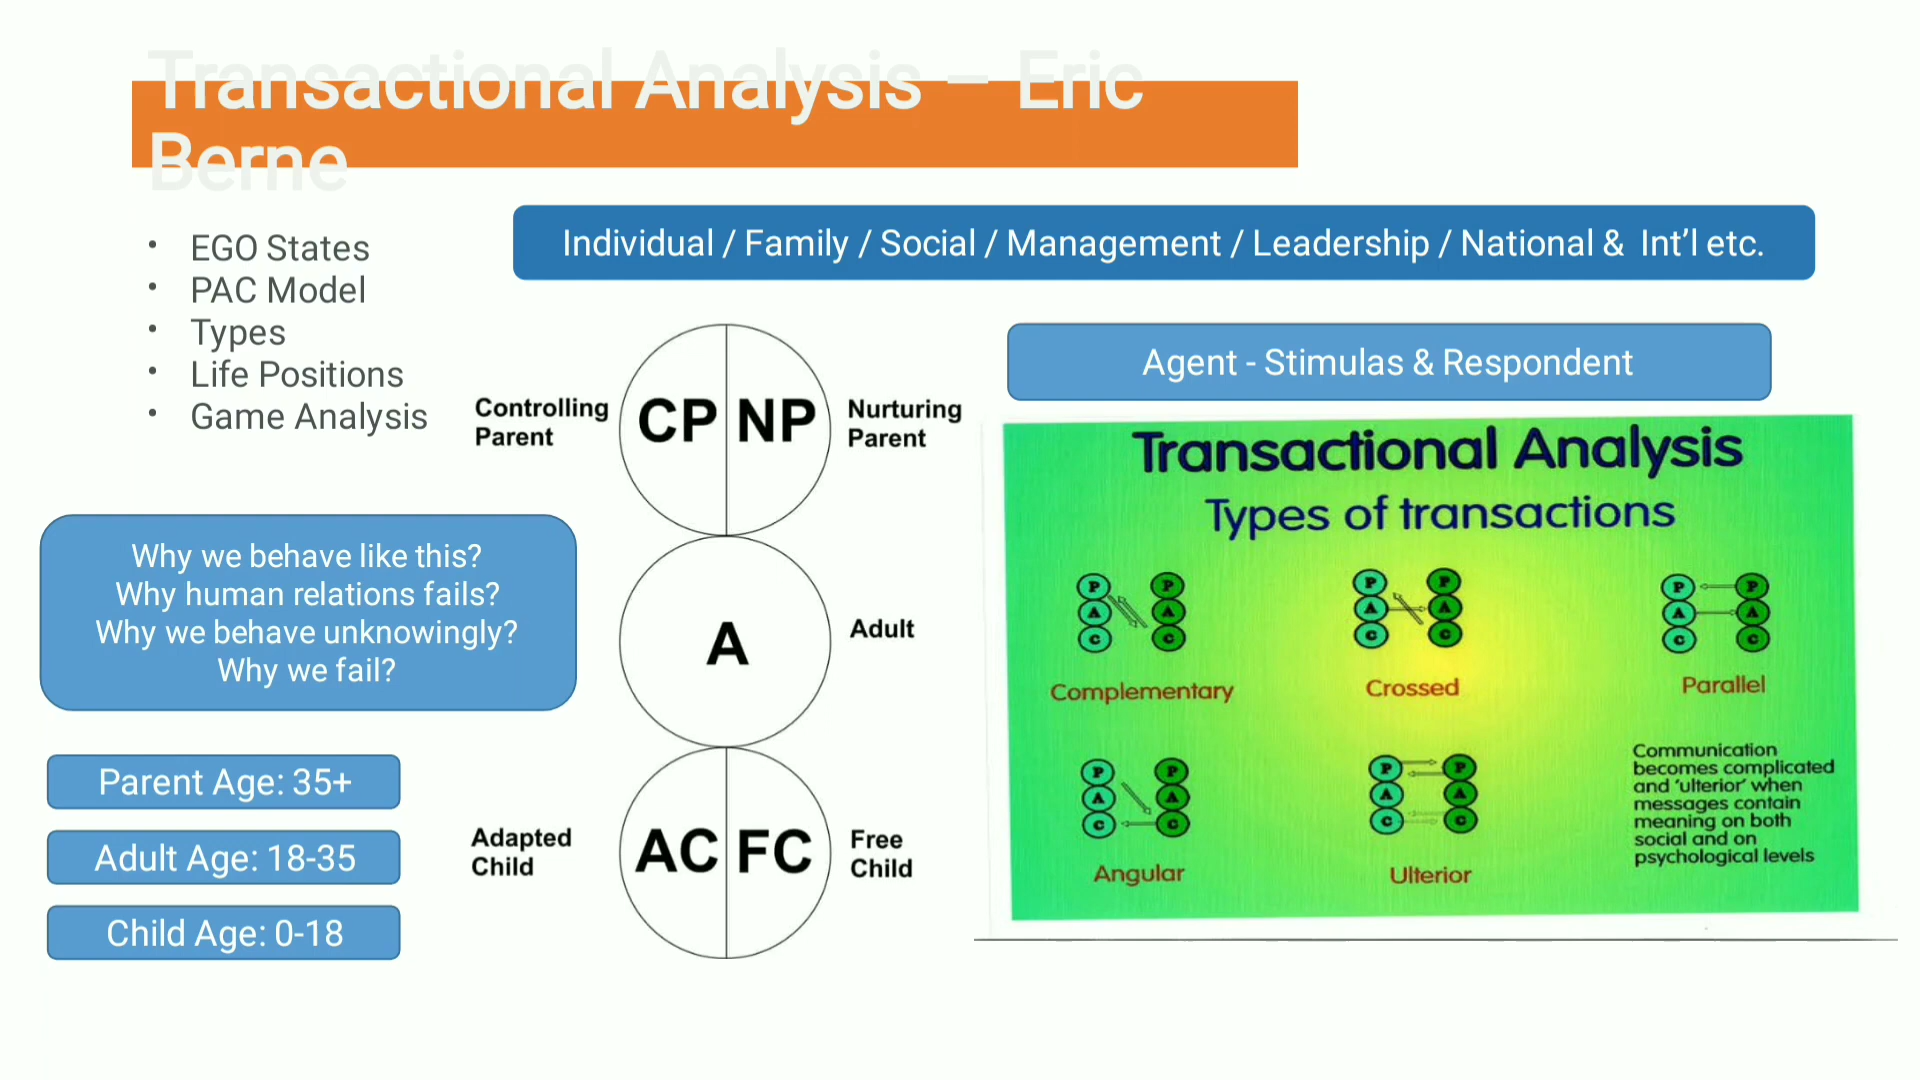 Transactional Analysis – Eric
Berne
• EGO States
• PAC Model
• Types
• Life Positions
• Game Analysis
Individual / Family / Social / Management / Leadership / National & Int'l etc.
Agent - Stimulas & Respondent
Why we behave like this?
Why human relations fails?
Why we behave unknowingly?
Why we fail?
Parent Age: 35+
Adult Age: 18-35
Child Age: 0-18
Controlling
Parent
CP NP
Nurturing
Parent
A
Adult
Adapted
Child
AC FC
Free
Child
Transactional Analysis
Types of transactions
P P
A A
C C
Complementary
P P
A A
C C
Crossed
P P
A A
C C
Parallel
P P
A A
C C
Angular
P P
A A
C C
Ulterior
Communication
becomes complicated
and 'ulterior' when
messages contain
meaning on both
social and on
psychological levels